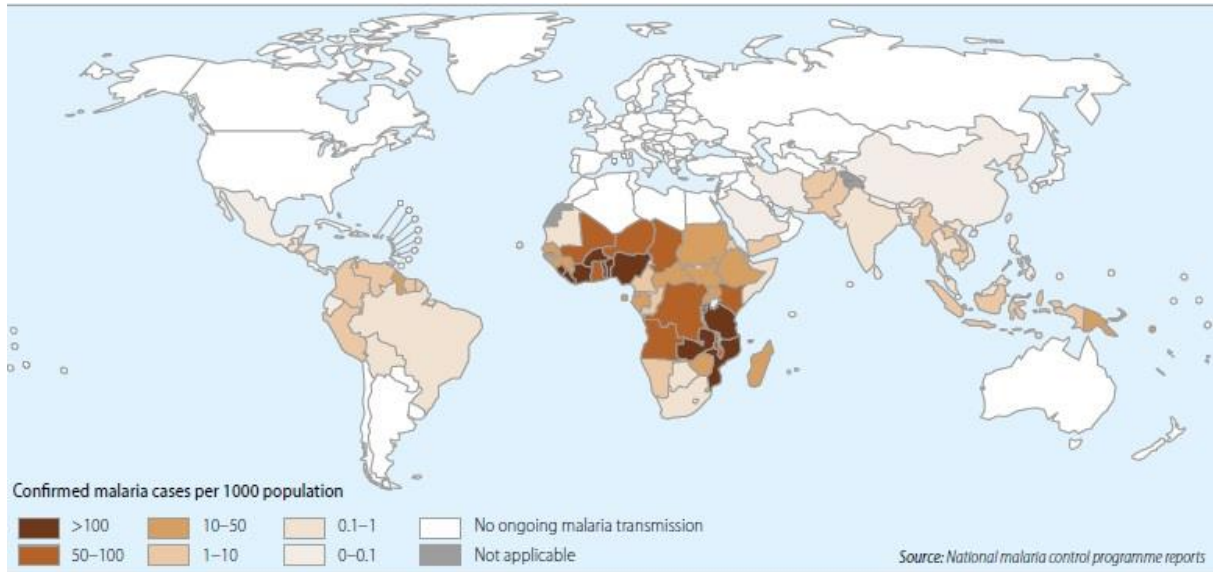 Confirmed malaria cases per 1000 population
>100
10–50
0.1–1
No ongoing malaria transmission
50–100
1–10
0–0.1
Not applicable
Source: National malaria control programme reports